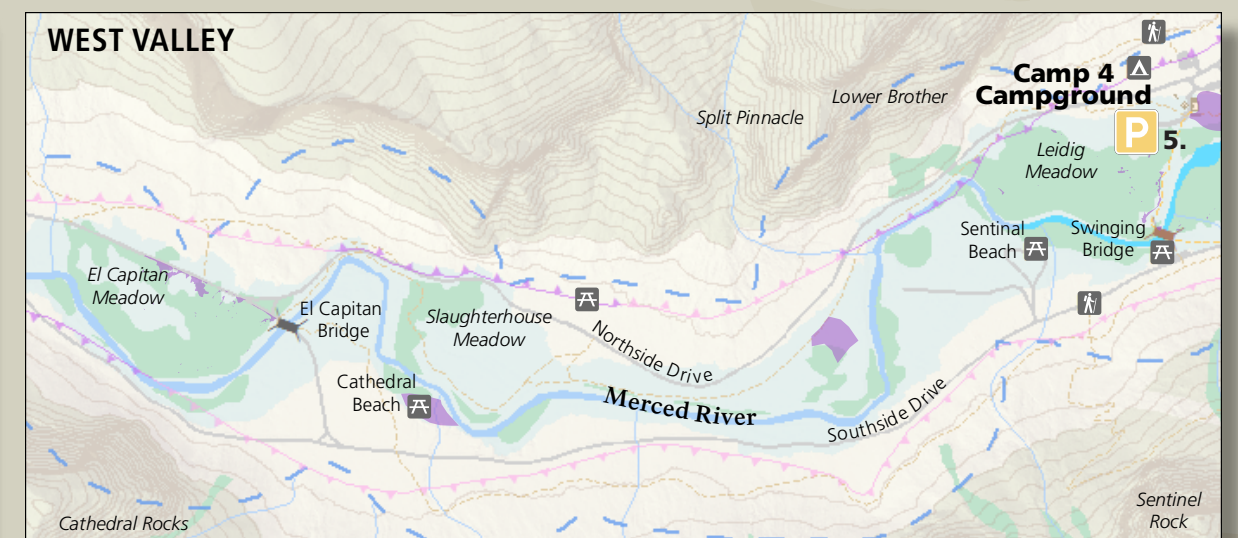 WEST VALLEY
Camp 4
Campground
Lower Brother
Split Pinnacle
P 5.
Leidig
Meadow
Sentinal
Beach
Swinging
Bridge
El Capitan
Meadow
El Capitan
Bridge
Slaughterhouse
Meadow
Northside Drive
Cathedral
Beach
Merced River
Southside Drive
Cathedral Rocks
Sentinel
Rock